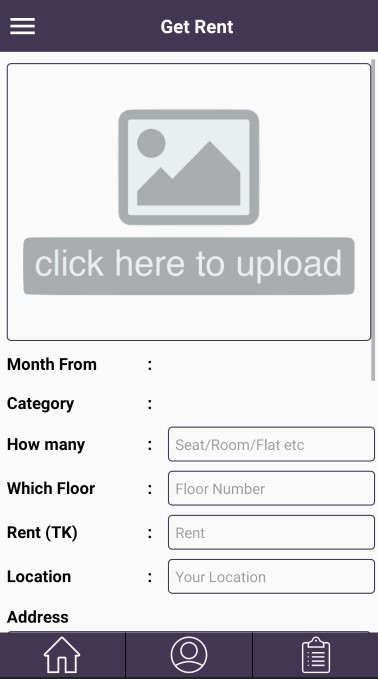 Get Rent
click here to upload
Month From :
Category :
How many : Seat/Room/Flat etc
Which Floor : Floor Number
Rent (TK) : Rent
Location : Your Location
Address